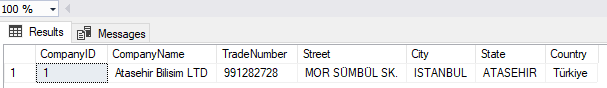 100 %
Results Messages
CompanyID CompanyName TradeNumber Street City State Country
1 1 Atasehir Bilisim LTD 991282728 MOR SÜMBÜL SK. ISTANBUL ATASEHIR Türkiye